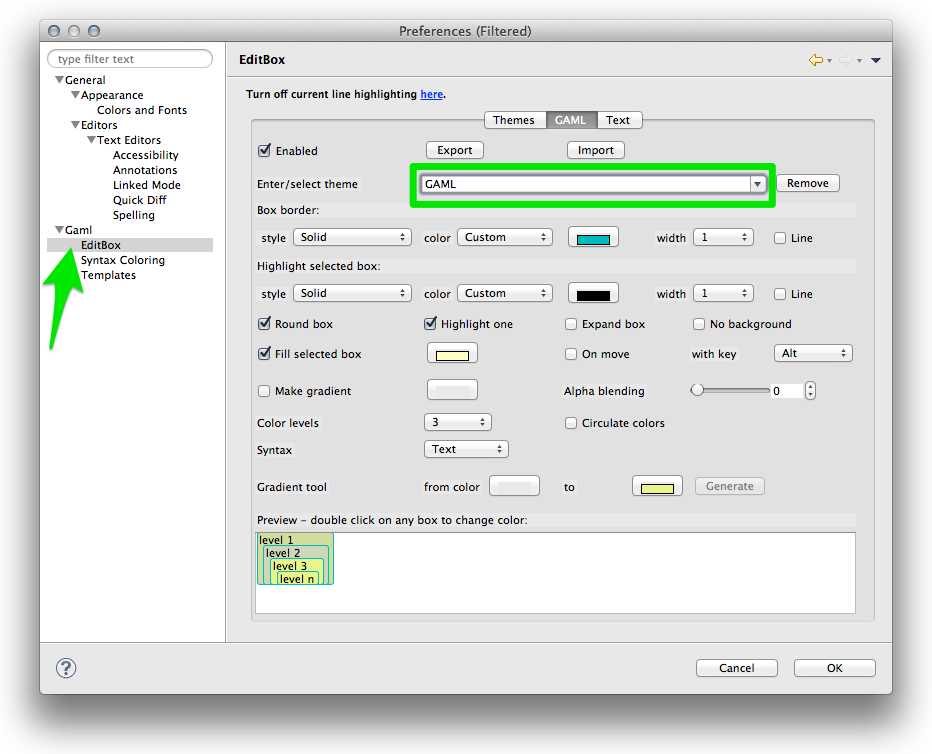 Preferences (Filtered)
type filter text
General
Appearance
Colors and Fonts
Editors
Text Editors
Accessibility
Annotations
Linked Mode
Quick Diff
Spelling
Gaml
EditBox
Syntax Coloring
Templates
EditBox
Turn off current line highlighting here.
Themes GAML Text
Enabled Export Import
Enter/select theme GAML Remove
Box border:
style Solid color Custom width 1 Line
Highlight selected box:
style Solid color Custom width 1 Line
Round box Highlight one Expand box No background
Fill selected box On move with key Alt
Make gradient Alpha blending 0
Color levels 3 Circulate colors
Syntax Text
Gradient tool from color to Generate
Preview – double click on any box to change color:
level 1
level 2
level 3
level n
? Cancel OK